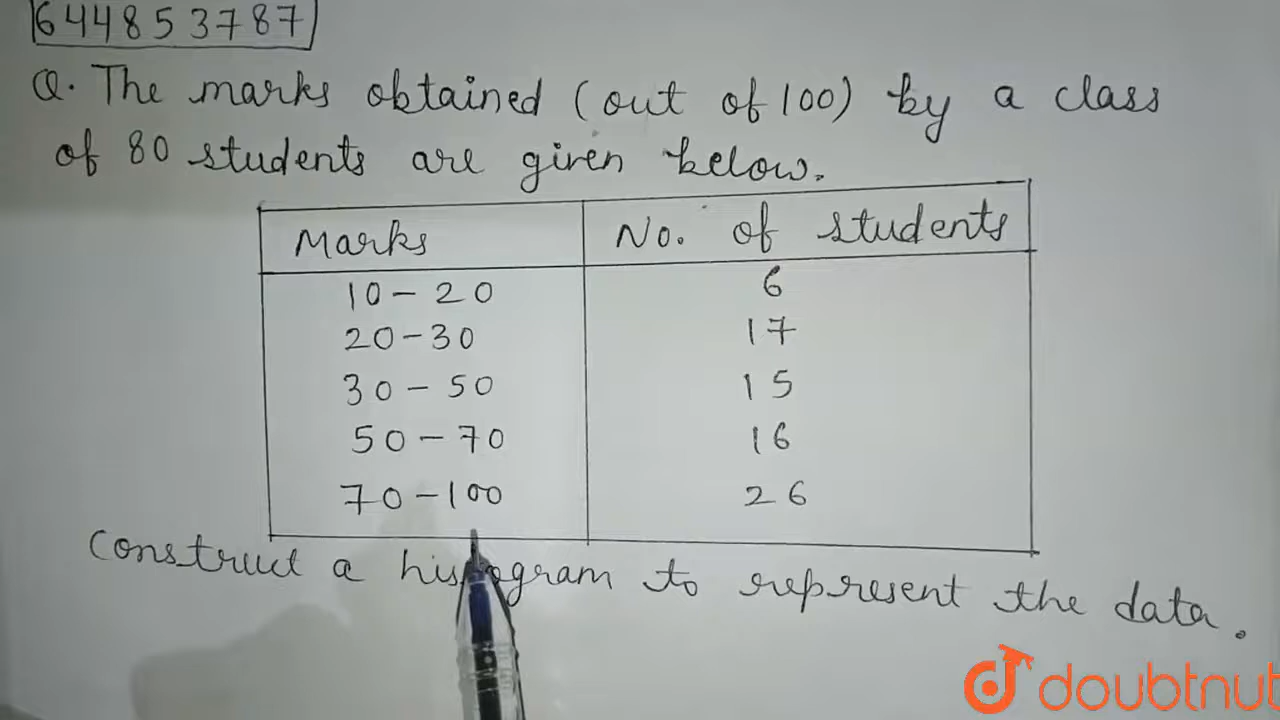 644853787
Q. The marks obtained (out of 100) by a class
of 80 students are given below.
Marks No. of students
10-20 6
20-30 17
30-50 15
50-70 16
70-100 26
Construct a histogram to represent the data.
doubtnut